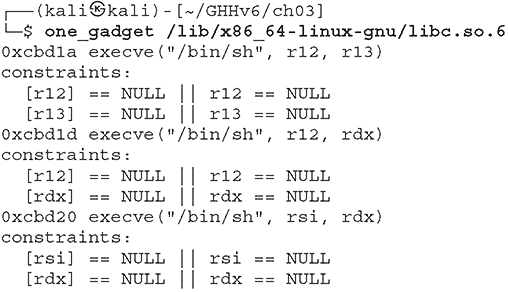 ┌──(kali㉿kali)-[~/GHHv6/ch03]
└─$ one_gadget /lib/x86_64-linux-gnu/libc.so.6
0xcbd1a execve("/bin/sh", r12, r13)
constraints:
  [r12] == NULL || r12 == NULL
  [r13] == NULL || r13 == NULL
0xcbd1d execve("/bin/sh", r12, rdx)
constraints:
  [r12] == NULL || r12 == NULL
  [rdx] == NULL || rdx == NULL
0xcbd20 execve("/bin/sh", rsi, rdx)
constraints:
  [rsi] == NULL || rsi == NULL
  [rdx] == NULL || rdx == NULL